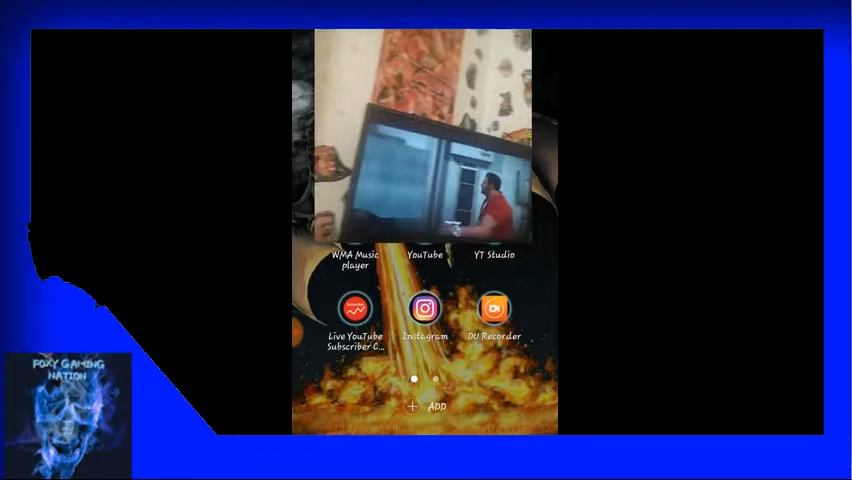 WMA Music
player
YouTube
YT Studio
Live YouTube
Subscriber C...
Instagram
DU Recorder
ADD
FOXY GAMING
NATION